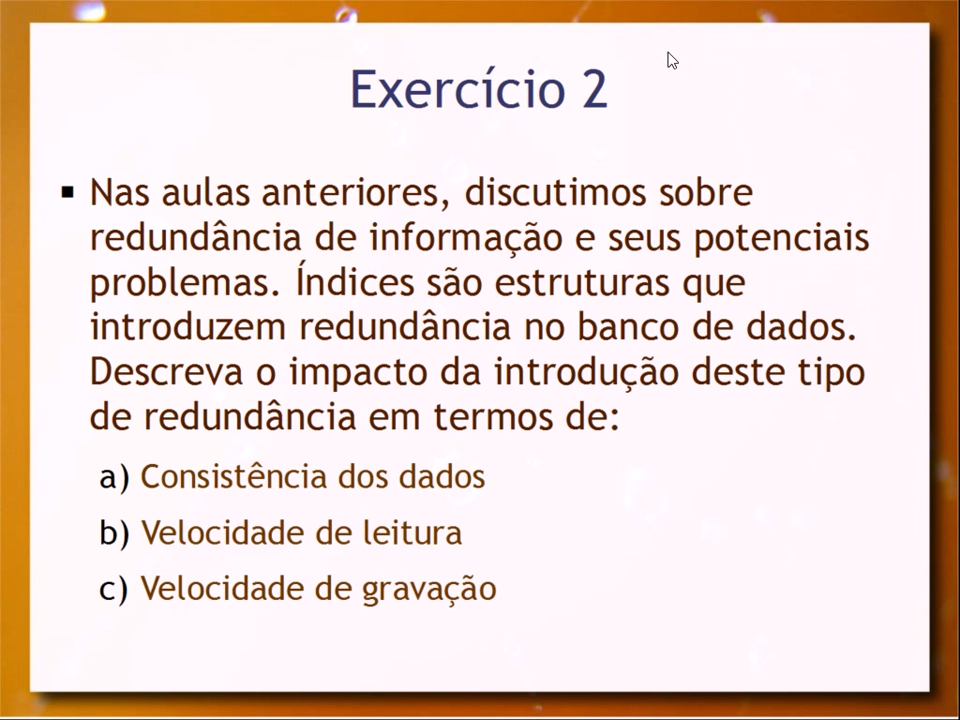 Exercício 2
▪ Nas aulas anteriores, discutimos sobre
redundância de informação e seus potenciais
problemas. Índices são estruturas que
introduzem redundância no banco de dados.
Descreva o impacto da introdução deste tipo
de redundância em termos de:
a) Consistência dos dados
b) Velocidade de leitura
c) Velocidade de gravação